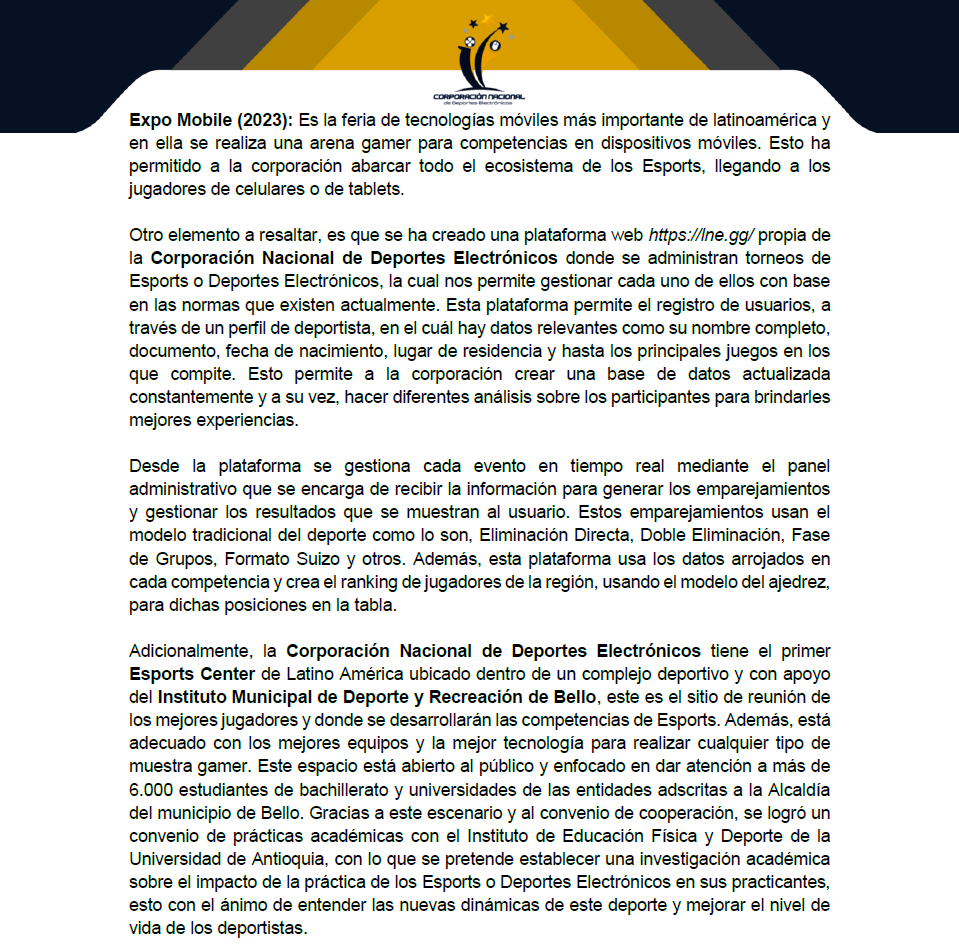 CORPORACIÓN NACIONAL
de Deportes Electrónicos
Expo Mobile (2023): Es la feria de tecnologías móviles más importante de latinoamérica y
en ella se realiza una arena gamer para competencias en dispositivos móviles. Esto ha
permitido a la corporación abarcar todo el ecosistema de los Esports, llegando a los
jugadores de celulares o de tablets.
Otro elemento a resaltar, es que se ha creado una plataforma web https://lne.gg/ propia de
la Corporación Nacional de Deportes Electrónicos donde se administran torneos de
Esports o Deportes Electrónicos, la cual nos permite gestionar cada uno de ellos con base
en las normas que existen actualmente. Esta plataforma permite el registro de usuarios, a
través de un perfil de deportista, en el cuál hay datos relevantes como su nombre completo,
documento, fecha de nacimiento, lugar de residencia y hasta los principales juegos en los
que compite. Esto permite a la corporación crear una base de datos actualizada
constantemente y a su vez, hacer diferentes análisis sobre los participantes para brindarles
mejores experiencias.
Desde la plataforma se gestiona cada evento en tiempo real mediante el panel
administrativo que se encarga de recibir la información para generar los emparejamientos
y gestionar los resultados que se muestran al usuario. Estos emparejamientos usan el
modelo tradicional del deporte como lo son, Eliminación Directa, Doble Eliminación, Fase
de Grupos, Formato Suizo y otros. Además, esta plataforma usa los datos arrojados en
cada competencia y crea el ranking de jugadores de la región, usando el modelo del ajedrez,
para dichas posiciones en la tabla.
Adicionalmente, la Corporación Nacional de Deportes Electrónicos tiene el primer
Esports Center de Latino América ubicado dentro de un complejo deportivo y con apoyo
del Instituto Municipal de Deporte y Recreación de Bello, este es el sitio de reunión de
los mejores jugadores y donde se desarrollarán las competencias de Esports. Además, está
adecuado con los mejores equipos y la mejor tecnología para realizar cualquier tipo de
muestra gamer. Este espacio está abierto al público y enfocado en dar atención a más de
6.000 estudiantes de bachillerato y universidades de las entidades adscritas a la Alcaldía
del municipio de Bello. Gracias a este escenario y al convenio de cooperación, se logró un
convenio de prácticas académicas con el Instituto de Educación Física y Deporte de la
Universidad de Antioquia, con lo que se pretende establecer una investigación académica
sobre el impacto de la práctica de los Esports o Deportes Electrónicos en sus practicantes,
esto con el ánimo de entender las nuevas dinámicas de este deporte y mejorar el nivel de
vida de los deportistas.